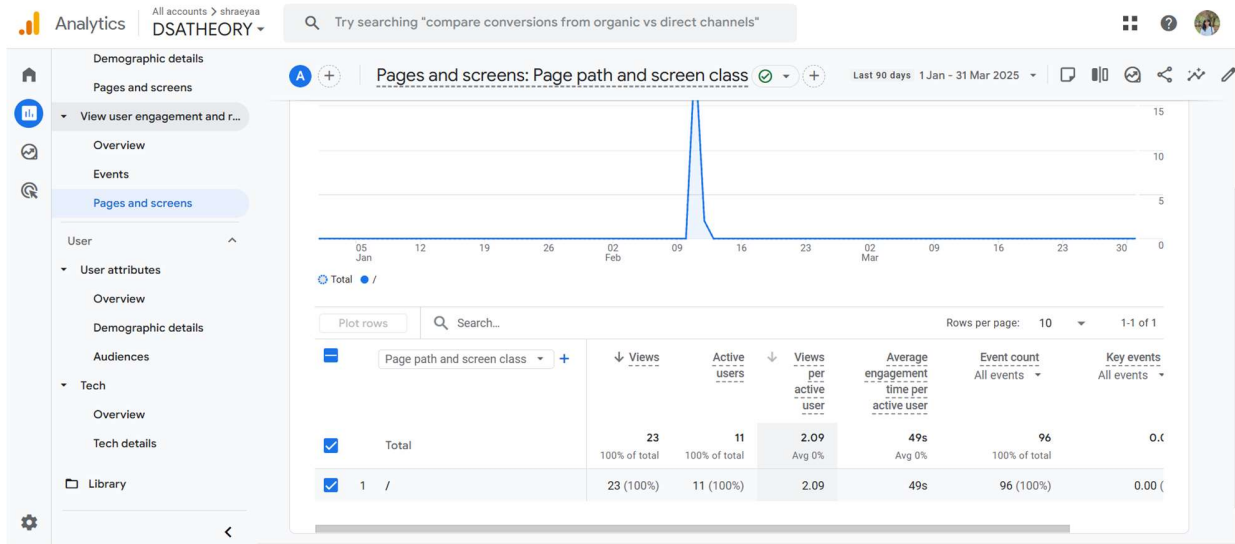 All accounts > shraeyaa
Analytics DSATHEORY
Try searching "compare conversions from organic vs direct channels"
Demographic details
Pages and screens
View user engagement and r...
Overview
Events
Pages and screens
User
User attributes
Overview
Demographic details
Audiences
Tech
Overview
Tech details
Library
A
Pages and screens: Page path and screen class
Last 90 days 1 Jan - 31 Mar 2025
15
10
5
0
05 12 19 26 02 09 16 23 02 09 16 23 30
Jan Feb Mar
Total /
Plot rows Search... Rows per page: 10 1-1 of 1
Page path and screen class + ↓ Views Active users ↓ Views per active user Average engagement time per active user Event count All events Key events All events
Total 23 11 2.09 49s 96 0.(
100% of total 100% of total Avg 0% Avg 0% 100% of total
1 / 23 (100%) 11 (100%) 2.09 49s 96 (100%) 0.00 (